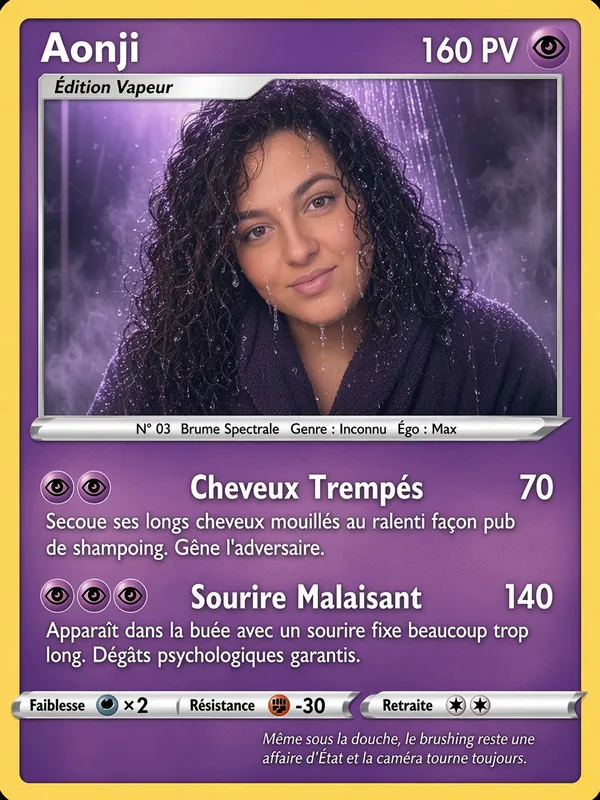 Aonji
160 PV
Édition Vapeur
N° 03 Brume Spectrale Genre : Inconnu Égo : Max
Cheveux Trempés 70
Secoue ses longs cheveux mouillés au ralenti façon pub
de shampoing. Gêne l'adversaire.
Sourire Malaisant 140
Apparaît dans la buée avec un sourire fixe beaucoup trop
long. Dégâts psychologiques garantis.
Faiblesse ×2 Résistance -30 Retraite
Même sous la douche, le brushing reste une
affaire d'État et la caméra tourne toujours.